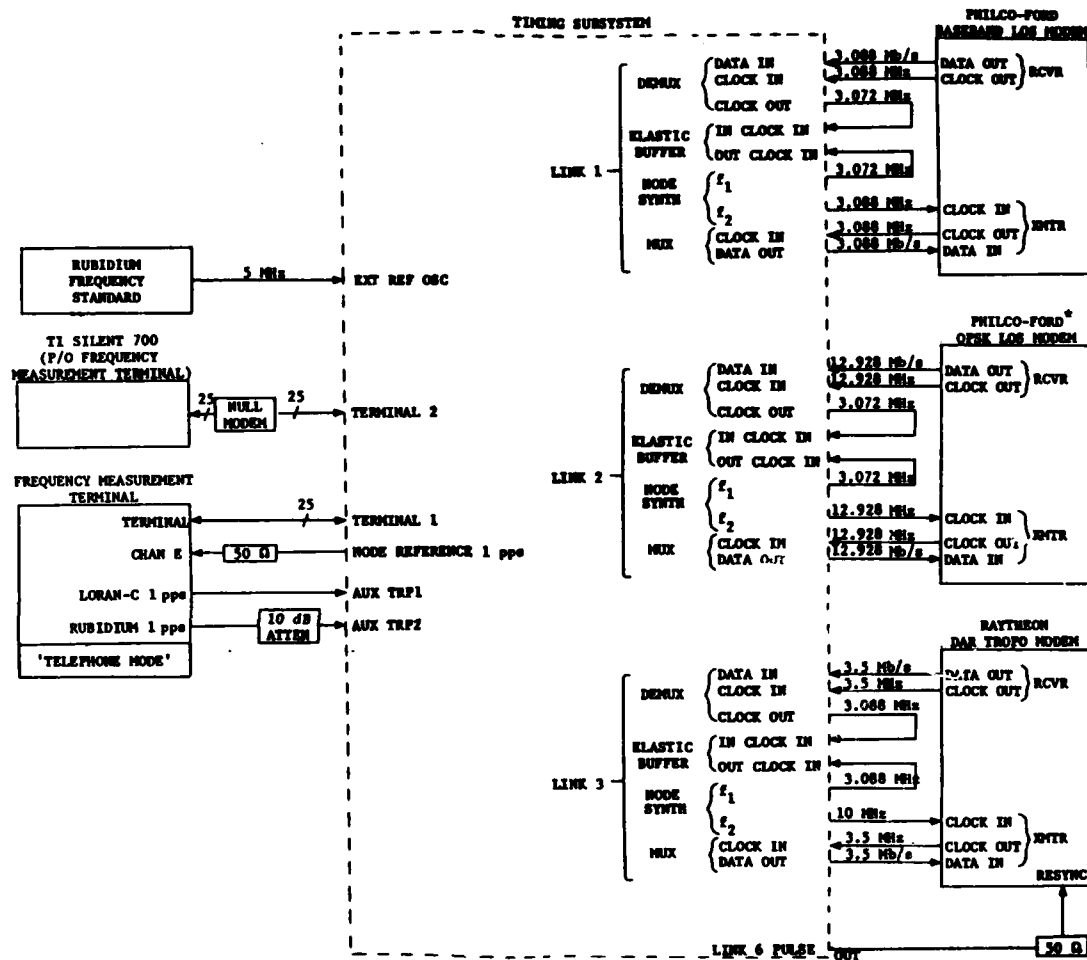 TIMING SUBSYSTEM
RUBIDIUM
FREQUENCY
STANDARD
5 MHz
EXT REF OSC
TI SILENT 700
(P/O FREQUENCY
MEASUREMENT TERMINAL)
25
NULL
MODEM
25
TERMINAL 2
FREQUENCY MEASUREMENT
TERMINAL
TERMINAL
25
TERMINAL 1
CHAN E
50 Ω
NODE REFERENCE 1 pps
LORAN-C 1 pps
AUX TRP1
RUBIDIUM 1 pps
10 dB
ATTEN
AUX TRP2
'TELEPHONE MODE'
LINK 1
DEMUX
DATA IN
CLOCK IN
CLOCK OUT
ELASTIC
BUFFER
IN CLOCK IN
OUT CLOCK IN
NODE
SYNTH
f1
f2
MUX
CLOCK IN
DATA OUT
3.088 Mb/s
3.088 MHz
3.072 MHz
3.072 MHz
3.088 MHz
3.088 MHz
3.088 Mb/s
PHILCO-FORD
BASEBAND LOS MODEM
DATA OUT
CLOCK OUT
RCVR
CLOCK IN
CLOCK OUT
DATA IN
XMTR
LINK 2
DEMUX
DATA IN
CLOCK IN
CLOCK OUT
ELASTIC
BUFFER
IN CLOCK IN
OUT CLOCK IN
NODE
SYNTH
f1
f2
MUX
CLOCK IN
DATA OUT
12.928 Mb/s
12.928 MHz
3.072 MHz
3.072 MHz
12.928 MHz
12.928 MHz
12.928 Mb/s
PHILCO-FORD*
QPSK LOS MODEM
DATA OUT
CLOCK OUT
RCVR
CLOCK IN
CLOCK OUT
DATA IN
XMTR
LINK 3
DEMUX
DATA IN
CLOCK IN
CLOCK OUT
ELASTIC
BUFFER
IN CLOCK IN
OUT CLOCK IN
NODE
SYNTH
f1
f2
MUX
CLOCK IN
DATA OUT
3.5 Mb/s
3.5 MHz
3.088 MHz
3.088 MHz
10 MHz
3.5 MHz
3.5 Mb/s
RAYTHEON
DAR TROPO MODEM
DATA OUT
CLOCK OUT
RCVR
CLOCK IN
CLOCK OUT
DATA IN
XMTR
RESYNC
LINK 6 PULSE OUT
50 Ω